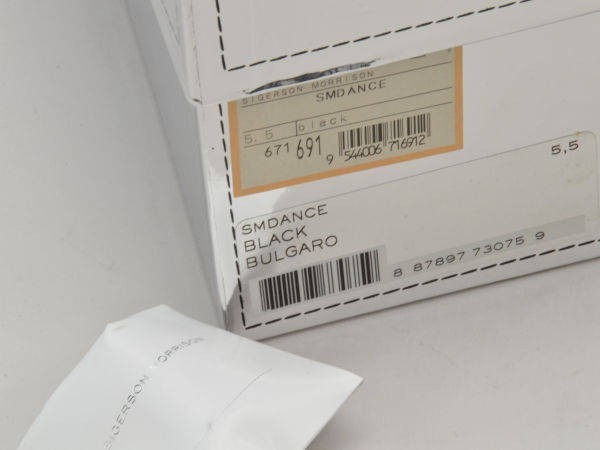 SIGERSON MORRISON
SMDANCE
5.5 black
671 691
9 544006 716912
5,5
SMDANCE
BLACK
BULGARO
8 87897 73075 9
SIGERSON MORRISON